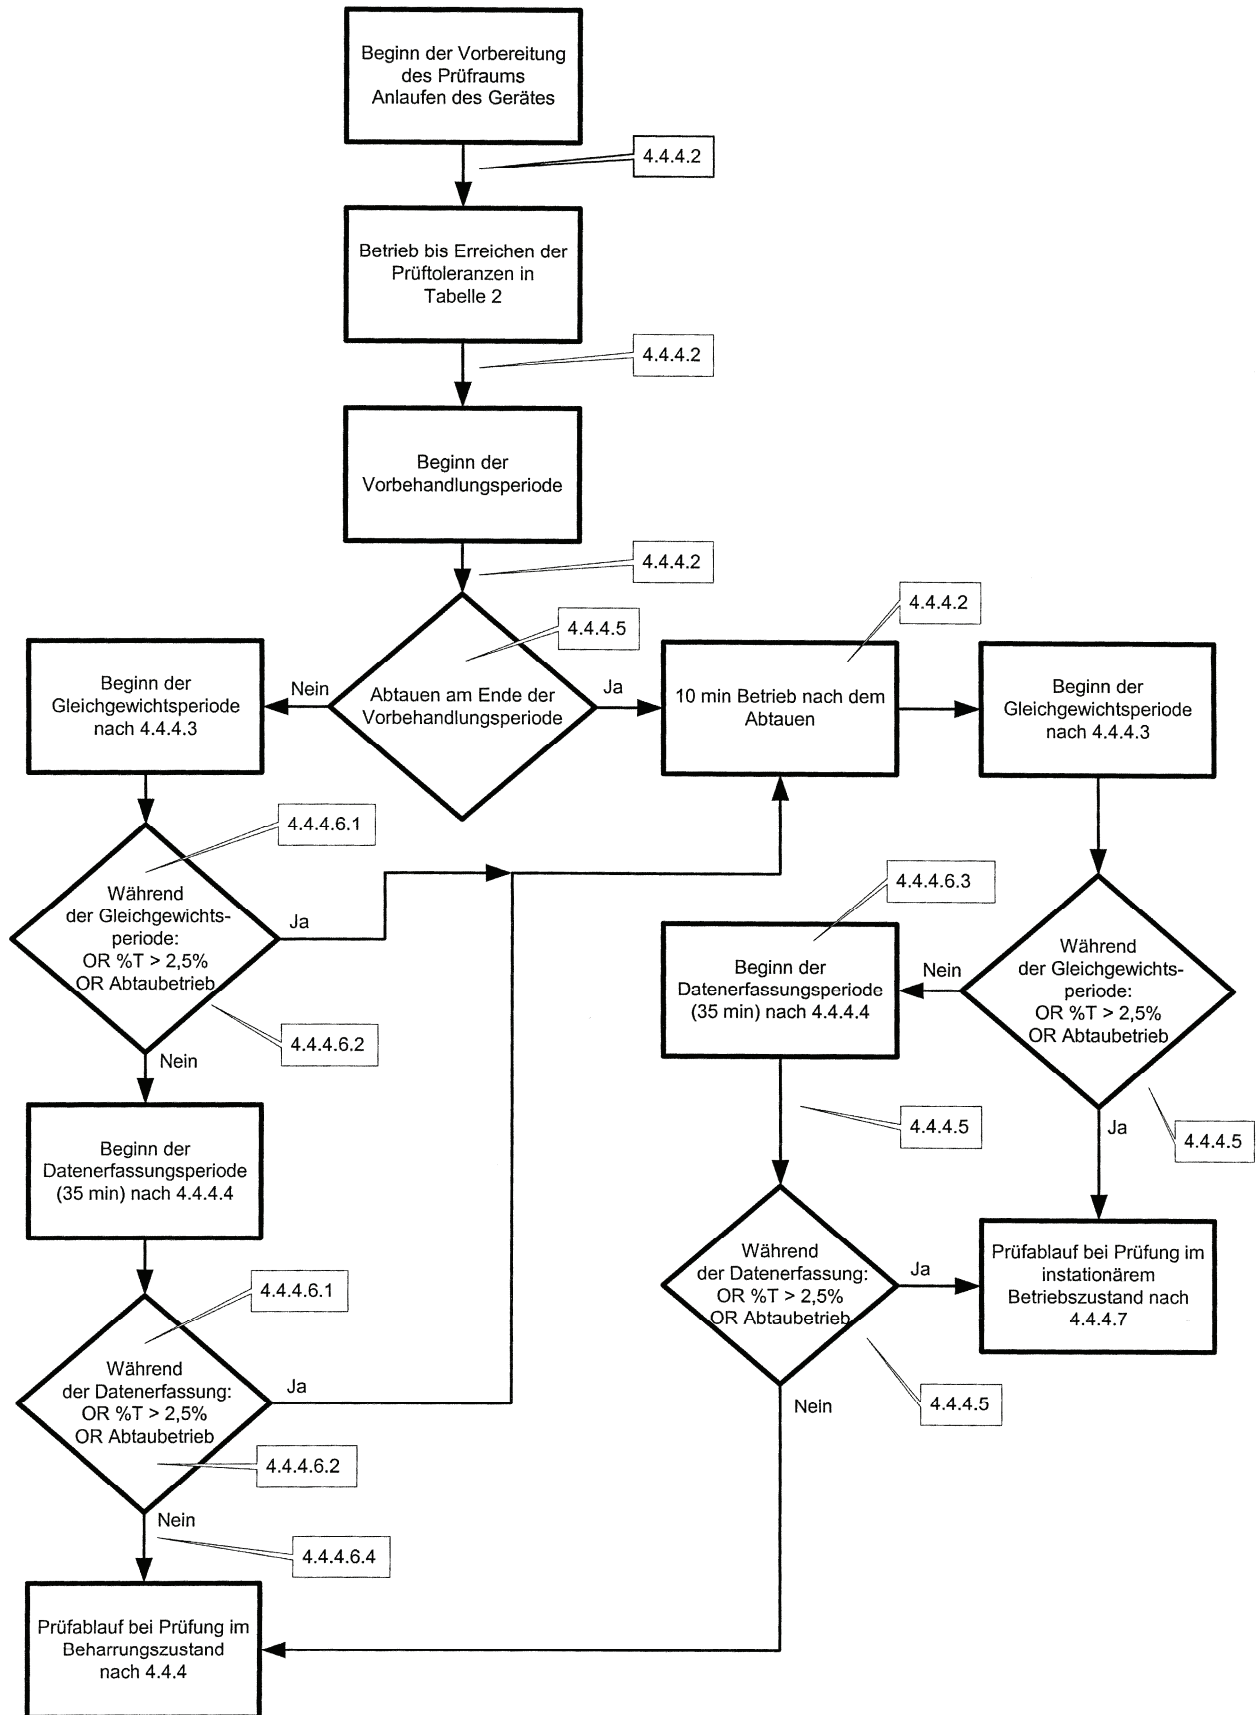 Beginn der Vorbereitung
des Prüfraums
Anlaufen des Gerätes
4.4.4.2
Betrieb bis Erreichen der
Prüftoleranzen in
Tabelle 2
4.4.4.2
Beginn der
Vorbehandlungsperiode
4.4.4.2
4.4.4.5
Abtauen am Ende der
Vorbehandlungsperiode
Nein
Ja
Beginn der
Gleichgewichtsperiode
nach 4.4.4.3
4.4.4.2
10 min Betrieb nach dem
Abtauen
Beginn der
Gleichgewichtsperiode
nach 4.4.4.3
4.4.4.6.1
Während
der Gleichgewichts-
periode:
OR %T > 2,5%
OR Abtaubetrieb
Ja
4.4.4.6.2
Nein
4.4.4.6.3
Beginn der
Datenerfassungsperiode
(35 min) nach 4.4.4.4
Nein
Während
der Gleichgewichts-
periode:
OR %T > 2,5%
OR Abtaubetrieb
4.4.4.5
Ja
4.4.4.5
Beginn der
Datenerfassungsperiode
(35 min) nach 4.4.4.4
4.4.4.6.1
Während
der Datenerfassung:
OR %T > 2,5%
OR Abtaubetrieb
Ja
4.4.4.6.2
Nein
4.4.4.6.4
Während
der Datenerfassung:
OR %T > 2,5%
OR Abtaubetrieb
Ja
4.4.4.5
Nein
Prüfablauf bei Prüfung im
instationärem
Betriebszustand nach
4.4.4.7
Prüfablauf bei Prüfung im
Beharrungszustand
nach 4.4.4